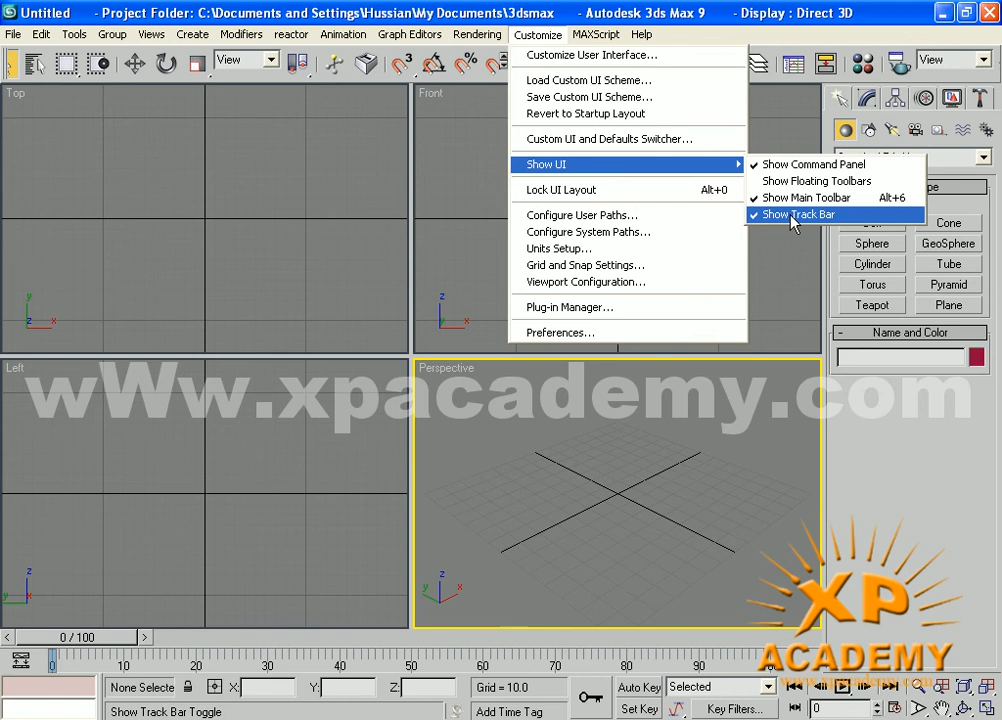 Untitled - Project Folder: C:\Documents and Settings\Hussian\My Documents\3dsmax - Autodesk 3ds Max 9 - Display : Direct 3D
File Edit Tools Group Views Create Modifiers reactor Animation Graph Editors Rendering Customize MAXScript Help
View
View
Customize User Interface...
Load Custom UI Scheme...
Save Custom UI Scheme...
Revert to Startup Layout
Custom UI and Defaults Switcher...
Show UI
Lock UI Layout Alt+0
Configure User Paths...
Configure System Paths...
Units Setup...
Grid and Snap Settings...
Viewport Configuration...
Plug-in Manager...
Preferences...
Show Command Panel
Show Floating Toolbars
Show Main Toolbar Alt+6
Show Track Bar
Top
Front
Cone
Sphere GeoSphere
Cylinder Tube
Torus Pyramid
Teapot Plane
- Name and Color
Left
Perspective
wWw.xpacademy.com
XP
ACADEMY
www.xpacademy.com
y
z x
z
y x
z
y x
z
y x
< 0 / 100 >
0 10 20 30 40 50 60 70 80 90
None Selecte X: Y: Z: Grid = 10.0 Auto Key Selected
Show Track Bar Toggle Add Time Tag Set Key Key Filters... 0